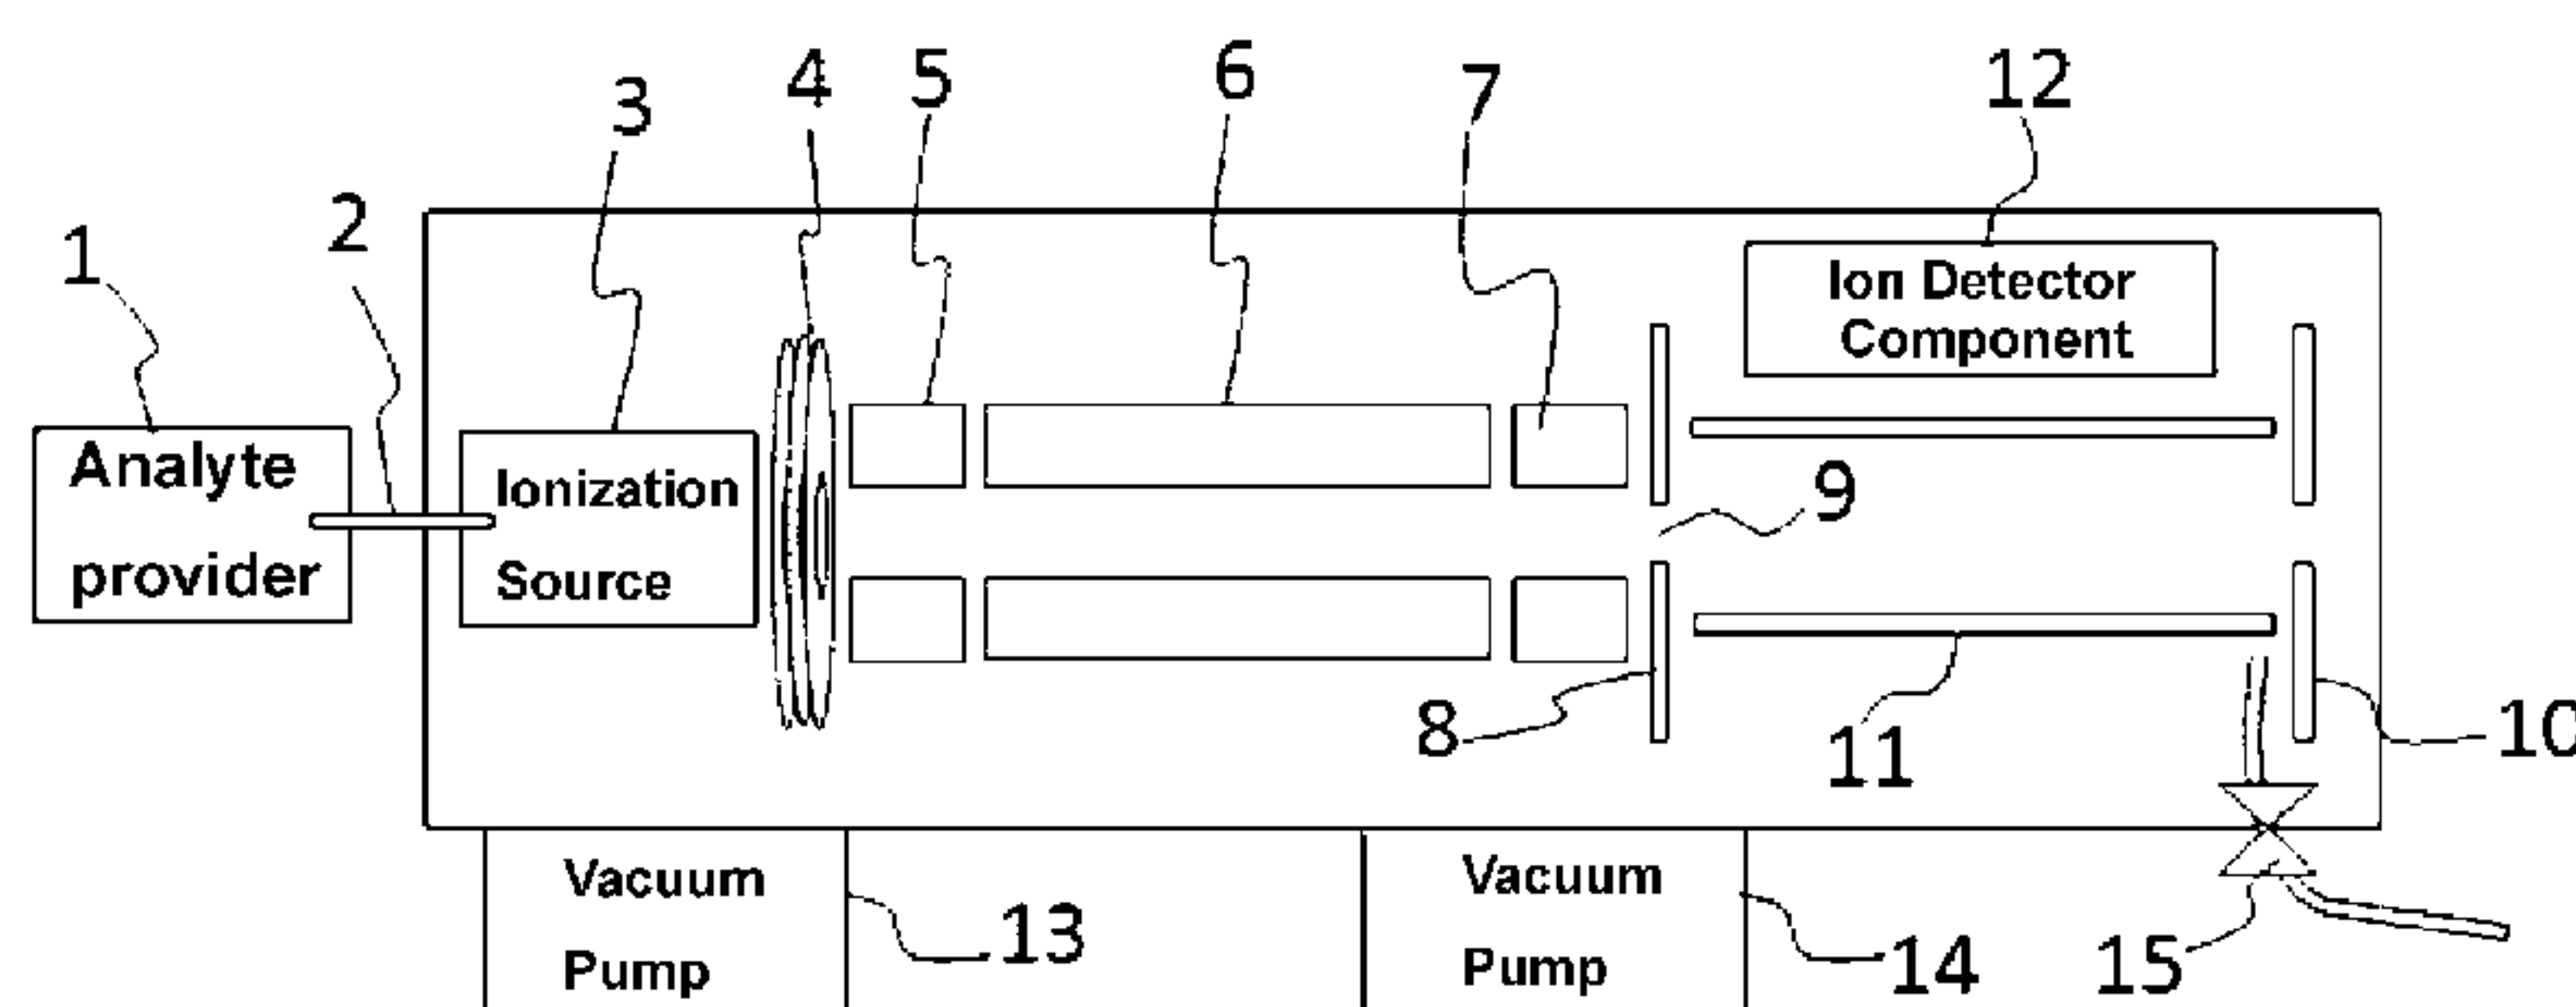 4
5
6
7
12
3
2
1
Ion Detector
Component
Analyte
provider
Ionization
Source
9
8
11
10
Vacuum
Pump
13
Vacuum
Pump
14
15